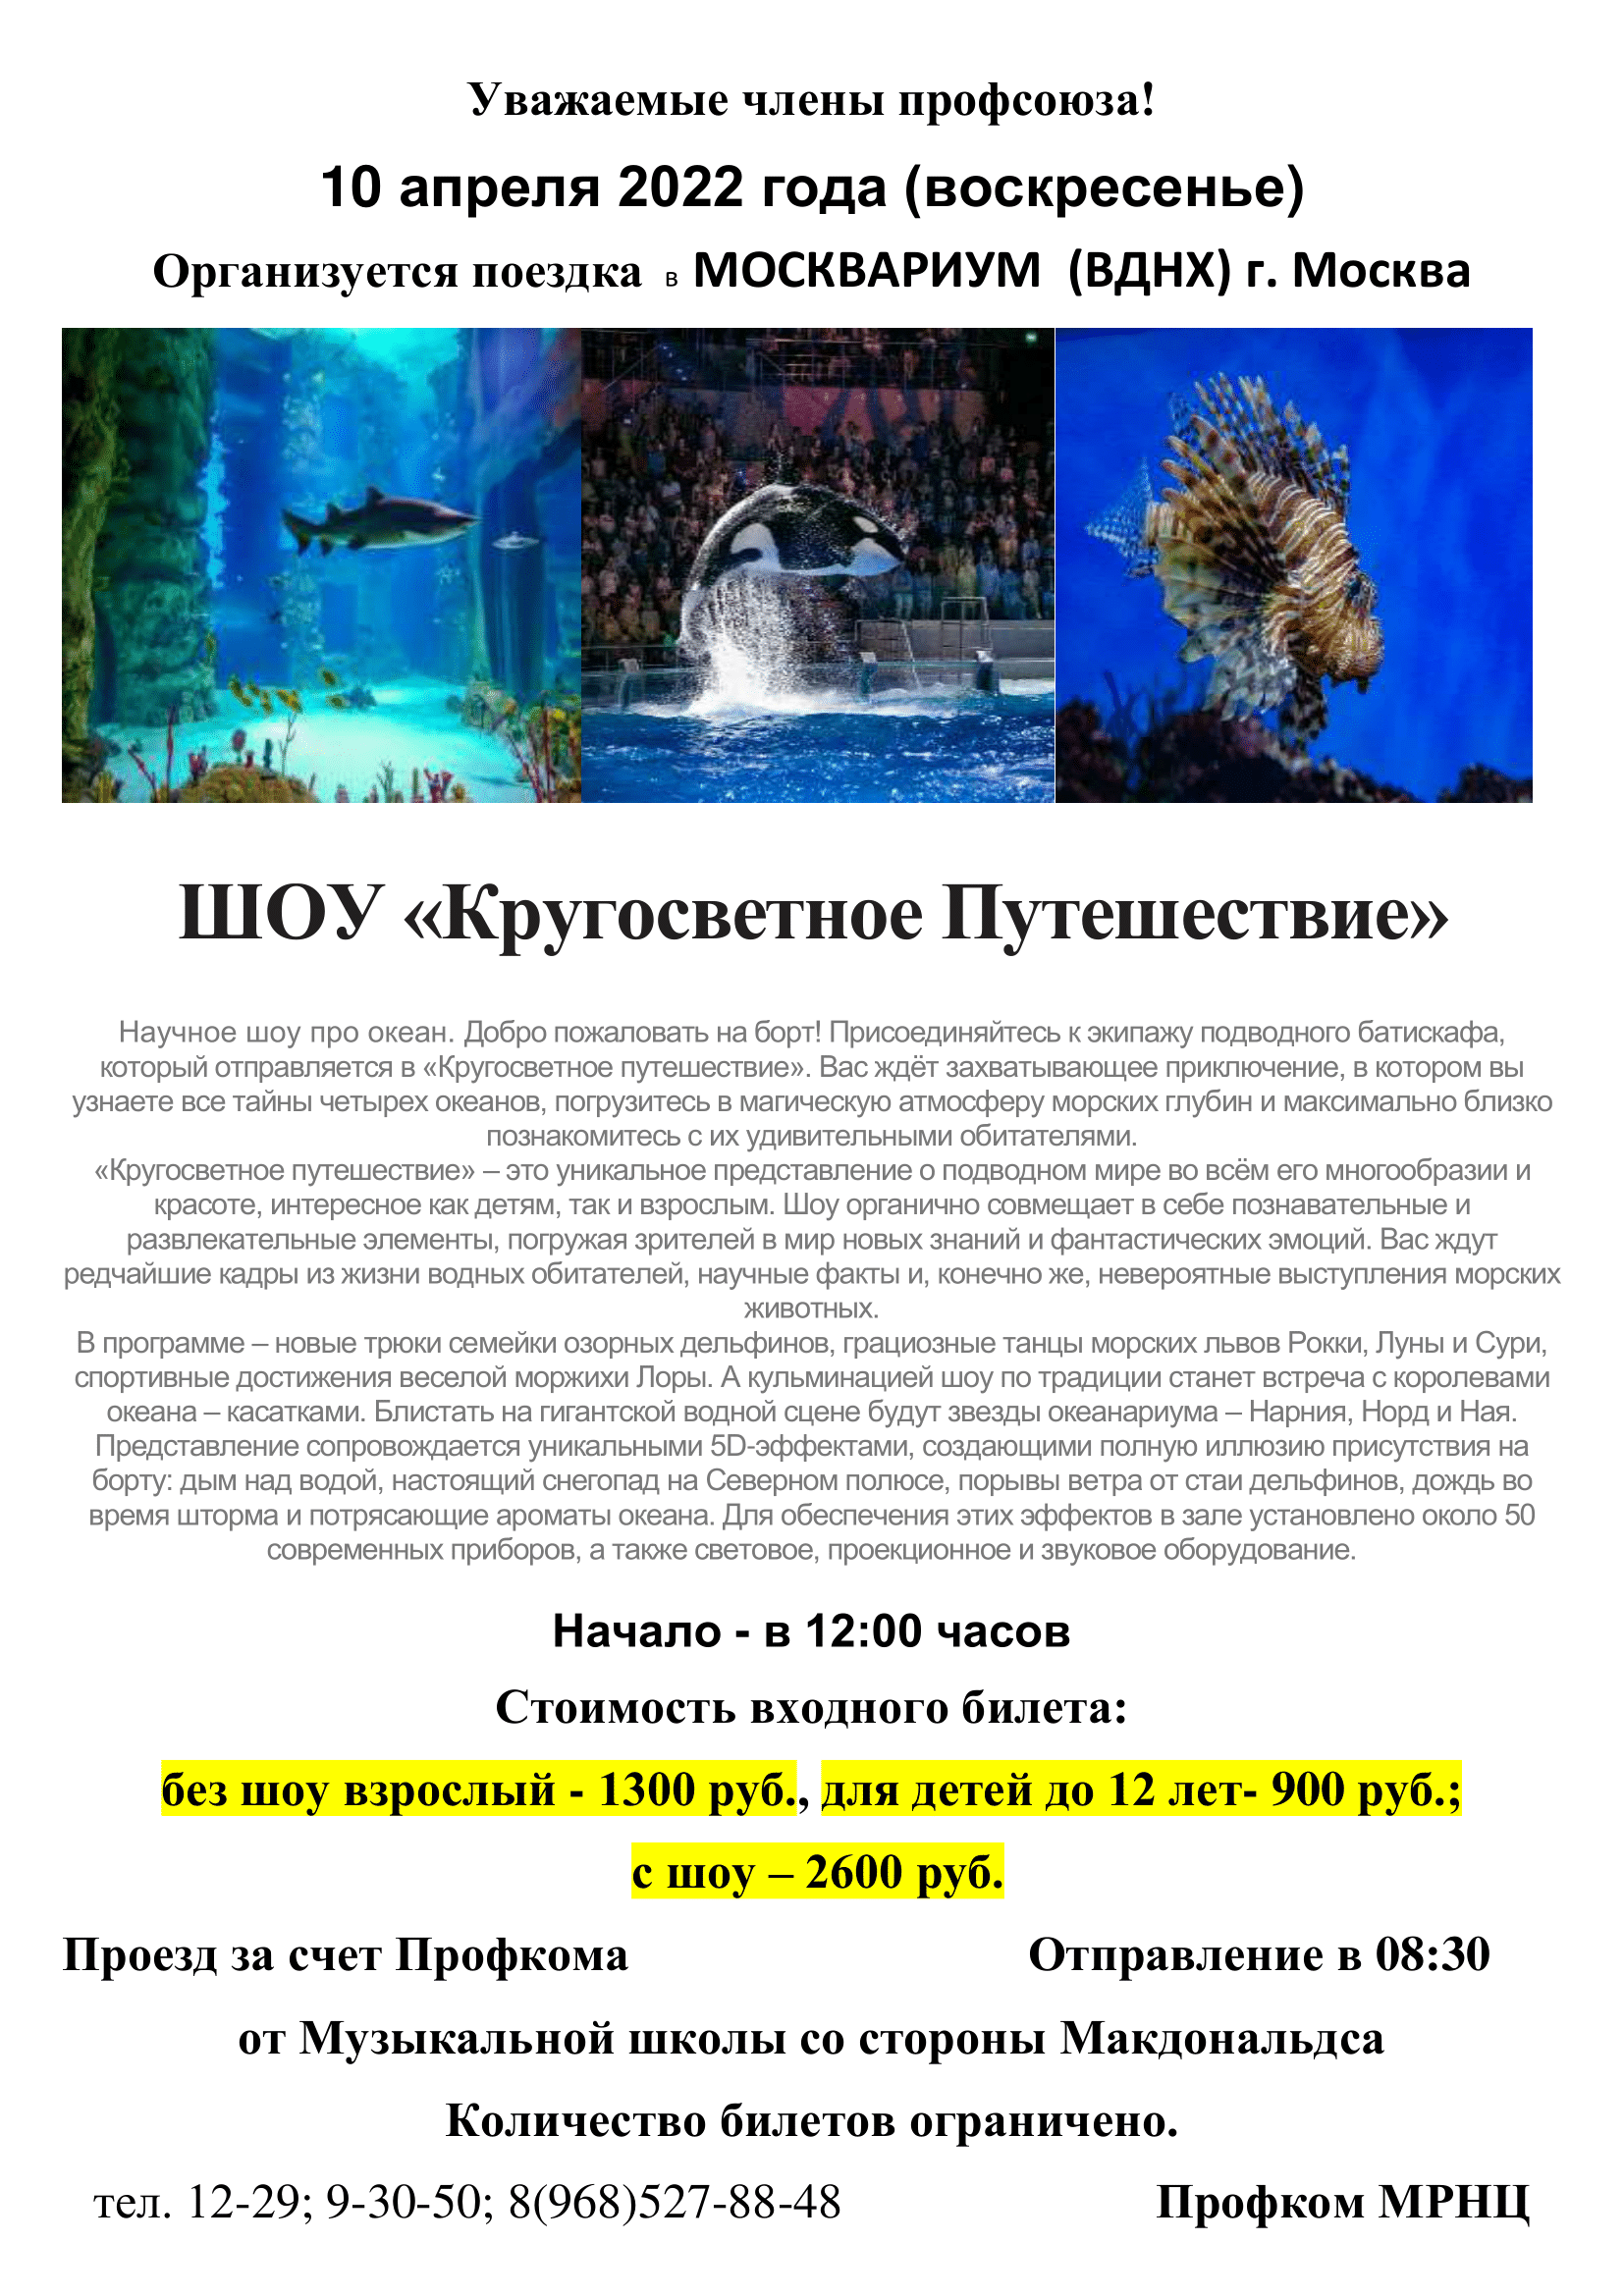 Уважаемые члены профсоюза!
10 апреля 2022 года (воскресенье)
Организуется поездка в МОСКВАРИУМ (ВДНХ) г. Москва
ШОУ «Кругосветное Путешествие»
Научное шоу про океан. Добро пожаловать на борт! Присоединяйтесь к экипажу подводного батискафа,
который отправляется в «Кругосветное путешествие». Вас ждёт захватывающее приключение, в котором вы
узнаете все тайны четырех океанов, погрузитесь в магическую атмосферу морских глубин и максимально близко
познакомитесь с их удивительными обитателями.
«Кругосветное путешествие» – это уникальное представление о подводном мире во всём его многообразии и
красоте, интересное как детям, так и взрослым. Шоу органично совмещает в себе познавательные и
развлекательные элементы, погружая зрителей в мир новых знаний и фантастических эмоций. Вас ждут
редчайшие кадры из жизни водных обитателей, научные факты и, конечно же, невероятные выступления морских
животных.
В программе – новые трюки семейки озорных дельфинов, грациозные танцы морских львов Рокки, Луны и Сури,
спортивные достижения веселой моржихи Лоры. А кульминацией шоу по традиции станет встреча с королевами
океана – касатками. Блистать на гигантской водной сцене будут звезды океанариума – Нарния, Норд и Ная.
Представление сопровождается уникальными 5D-эффектами, создающими полную иллюзию присутствия на
борту: дым над водой, настоящий снегопад на Северном полюсе, порывы ветра от стаи дельфинов, дождь во
время шторма и потрясающие ароматы океана. Для обеспечения этих эффектов в зале установлено около 50
современных приборов, а также световое, проекционное и звуковое оборудование.
Начало - в 12:00 часов
Стоимость входного билета:
без шоу взрослый - 1300 руб., для детей до 12 лет- 900 руб.;
с шоу – 2600 руб.
Проезд за счет Профкома Отправление в 08:30
от Музыкальной школы со стороны Макдональдса
Количество билетов ограничено.
тел. 12-29; 9-30-50; 8(968)527-88-48 Профком МРНЦ